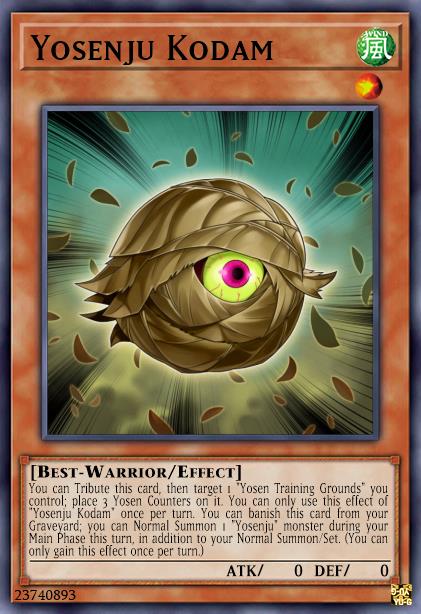 YOSENJU KODAM
WIND
風
[BEST-WARRIOR/EFFECT]
You can Tribute this card, then target 1 "Yosen Training Grounds" you
control; place 3 Yosen Counters on it. You can only use this effect of
"Yosenju Kodam" once per turn. You can banish this card from your
Graveyard; you can Normal Summon 1 "Yosenju" monster during your
Main Phase this turn, in addition to your Normal Summon/Set. (You can
only gain this effect once per turn.)
ATK/ 0 DEF/ 0
23740893